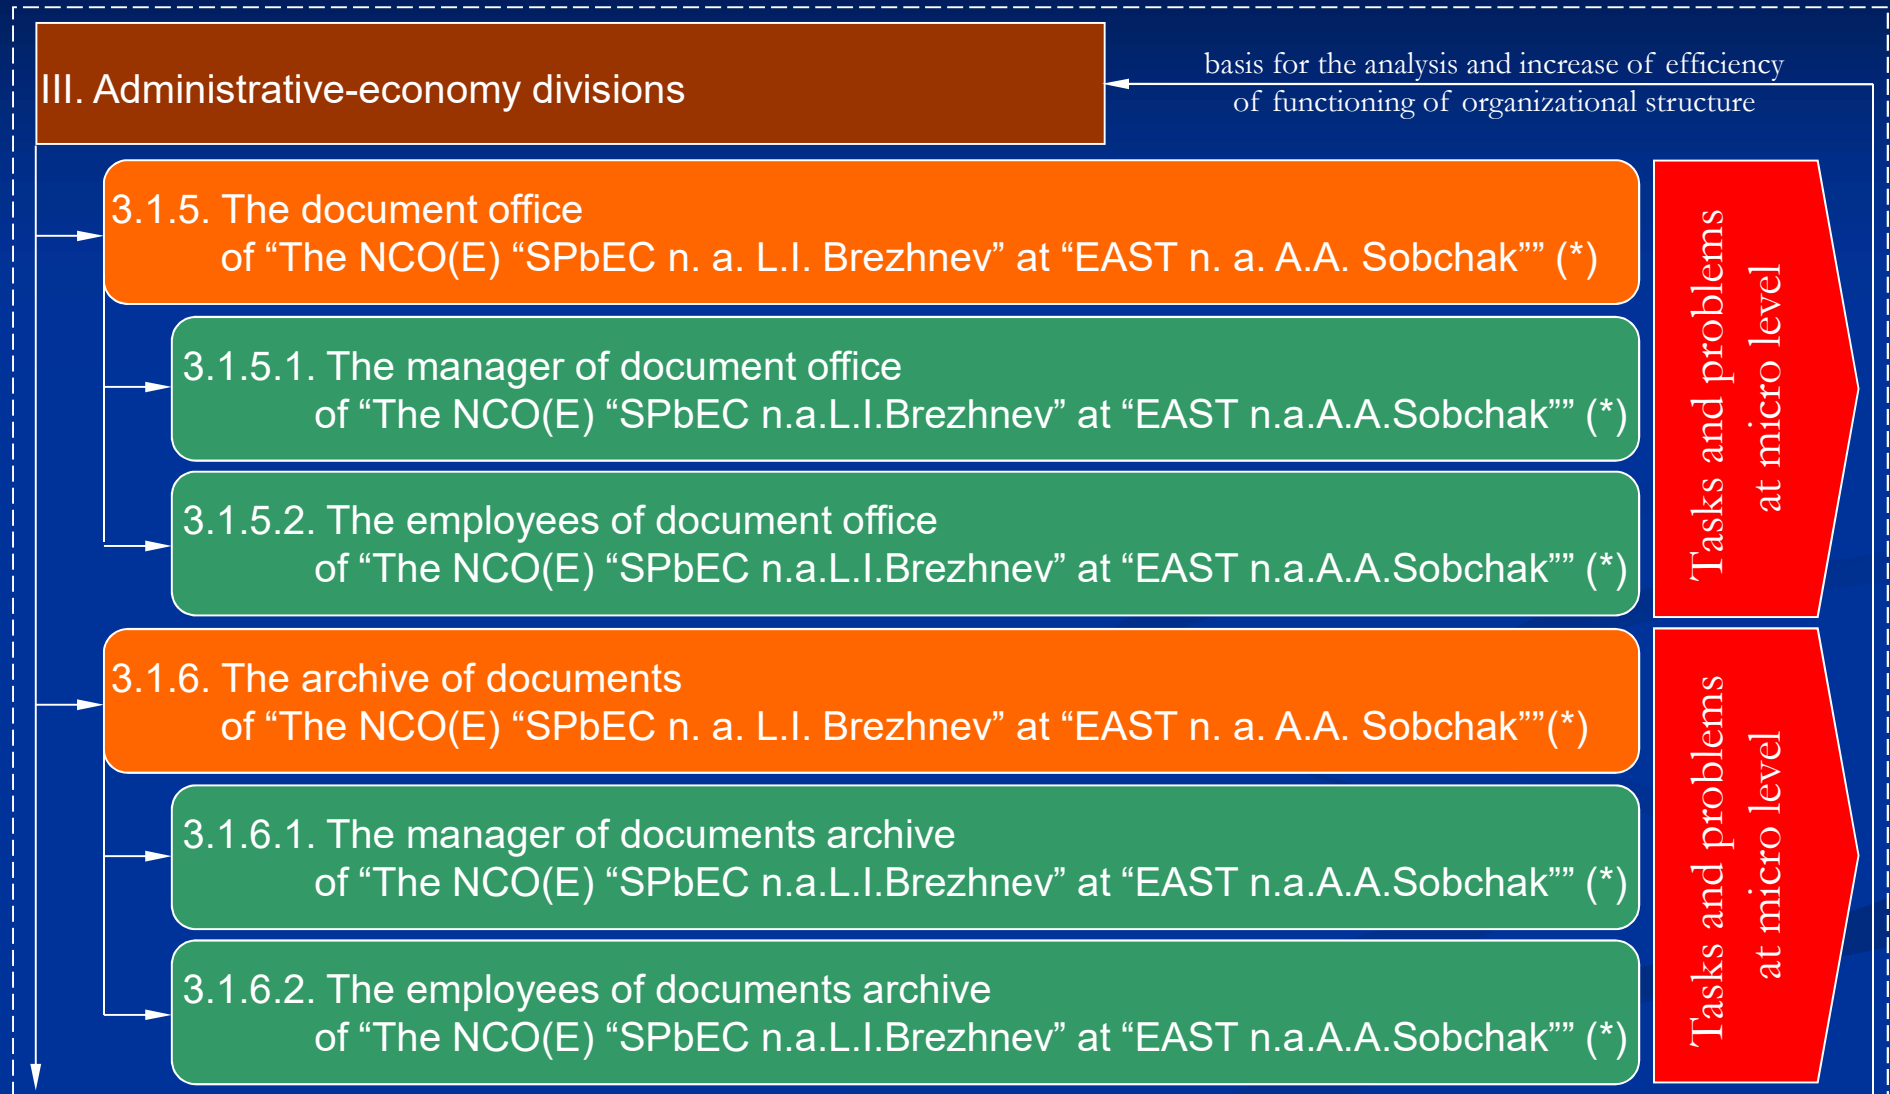 III. Administrative-economy divisions
basis for the analysis and increase of efficiency
of functioning of organizational structure
3.1.5. The document office
of “The NCO(E) “SPbEC n. a. L.I. Brezhnev” at “EAST n. a. A.A. Sobchak”” (*)
3.1.5.1. The manager of document office
of “The NCO(E) “SPbEC n.a.L.I.Brezhnev” at “EAST n.a.A.A.Sobchak”” (*)
3.1.5.2. The employees of document office
of “The NCO(E) “SPbEC n.a.L.I.Brezhnev” at “EAST n.a.A.A.Sobchak”” (*)
Tasks and problems
at micro level
3.1.6. The archive of documents
of “The NCO(E) “SPbEC n. a. L.I. Brezhnev” at “EAST n. a. A.A. Sobchak””(*)
3.1.6.1. The manager of documents archive
of “The NCO(E) “SPbEC n.a.L.I.Brezhnev” at “EAST n.a.A.A.Sobchak”” (*)
3.1.6.2. The employees of documents archive
of “The NCO(E) “SPbEC n.a.L.I.Brezhnev” at “EAST n.a.A.A.Sobchak”” (*)
Tasks and problems
at micro level